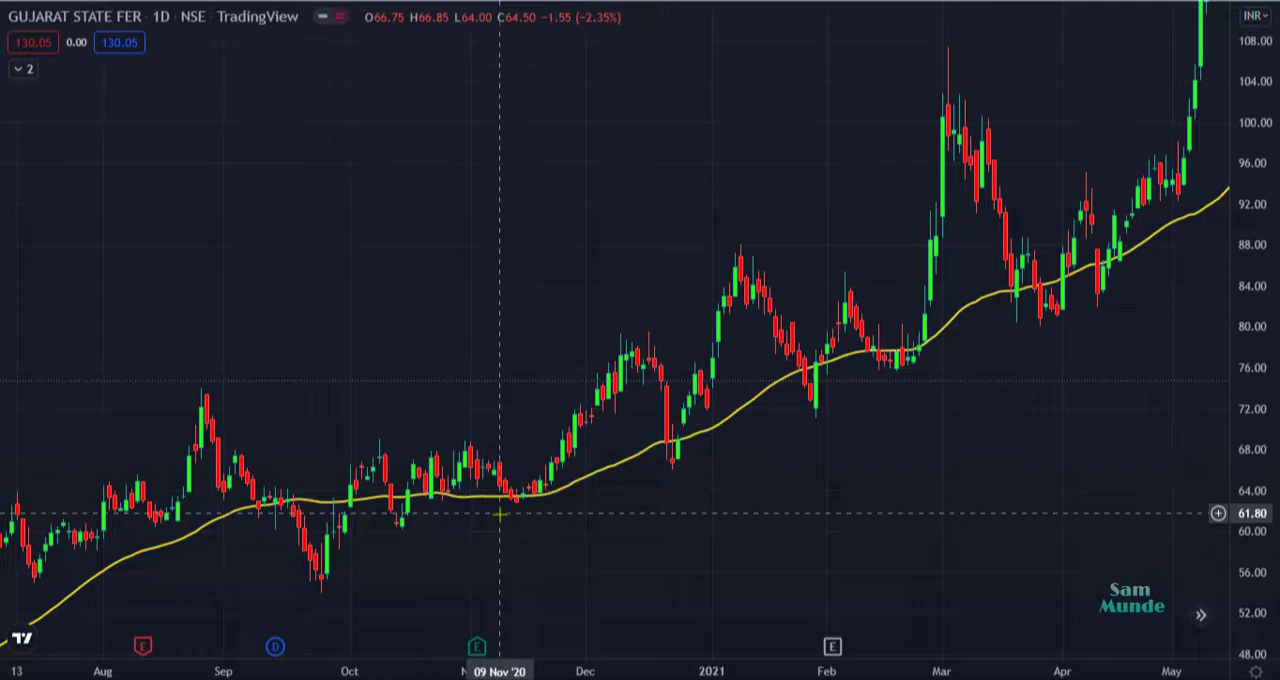 GUJARAT STATE FER · 1D · NSE · TradingView O66.75 H66.85 L64.00 C64.50 −1.55 (−2.35%)
INR
130.05 0.00 130.05
2
108.00
104.00
100.00
96.00
92.00
88.00
84.00
80.00
76.00
72.00
68.00
64.00
61.80
60.00
56.00
52.00
48.00
Sam
Munde
E D E E
13 Aug Sep Oct N 09 Nov '20 Dec 2021 Feb Mar Apr May